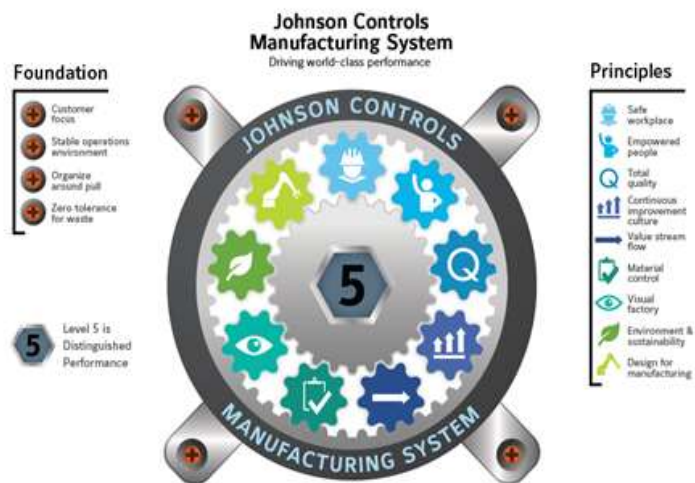 Johnson Controls
Manufacturing System
Driving world-class performance
Foundation
Customer
focus
Stable operations
environment
Organize
around pull
Zero tolerance
for waste
5
Level 5 is
Distinguished
Performance
JOHNSON CONTROLS
5
MANUFACTURING SYSTEM
Principles
Safe
workplace
Empowered
people
Total
quality
Continuous
improvement
culture
Value stream
flow
Material
control
Visual
factory
Environment &
sustainability
Design for
manufacturing